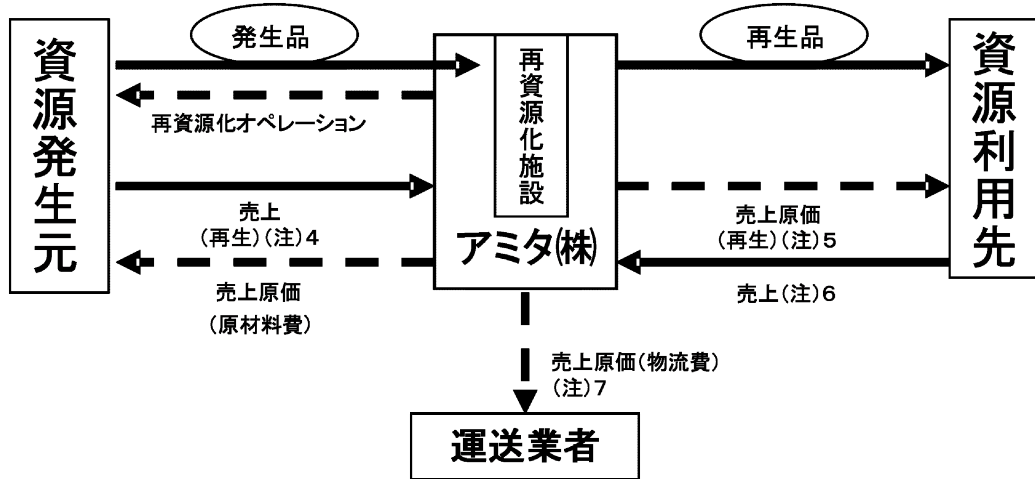 発生品
再生品
資源発生元
再資源化施設
資源利用先
再資源化オペレーション
売上
(再生)(注)4
売上原価
(再生)(注)5
アミタ(株)
売上原価
(原材料費)
売上(注)6
売上原価(物流費)
(注)7
運送業者